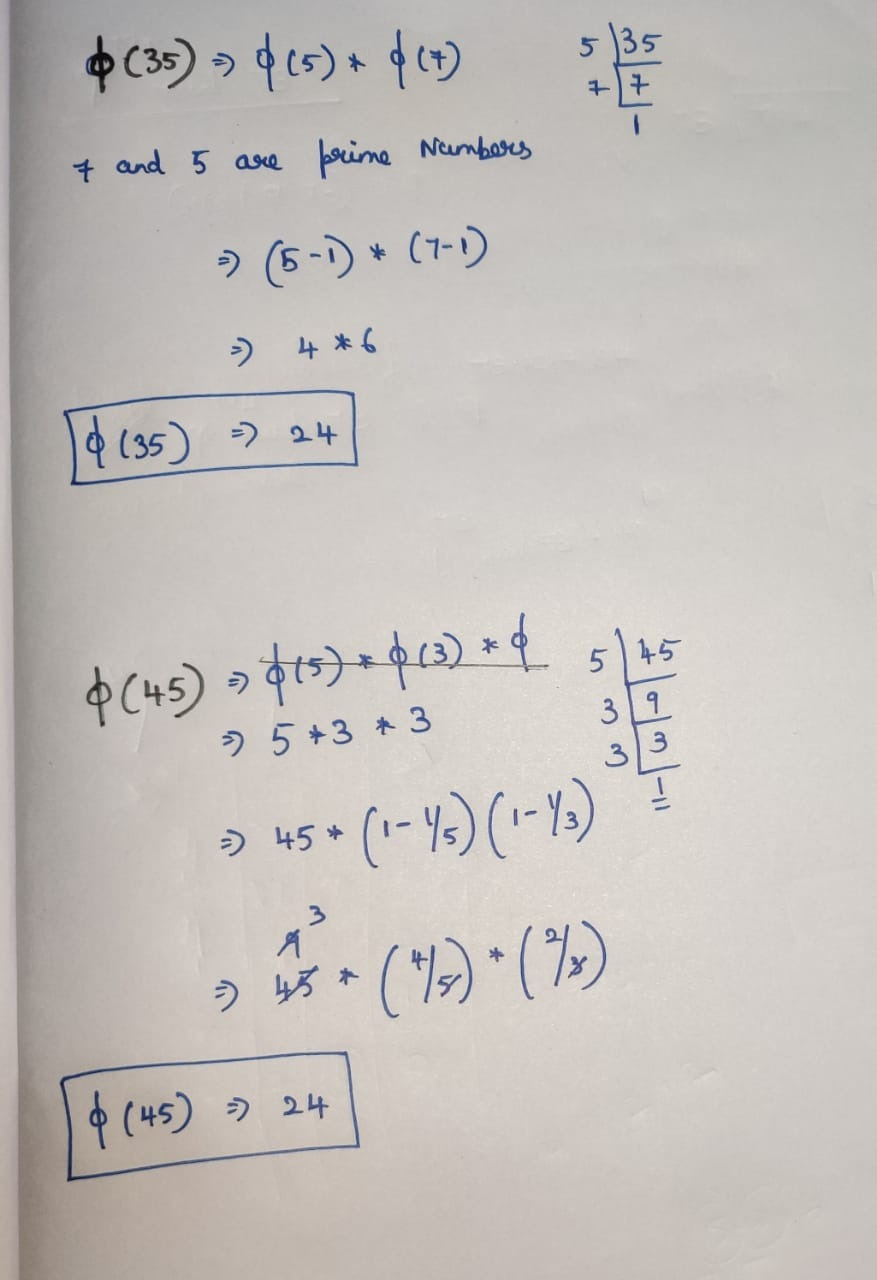 ϕ(35) ⇒ ϕ(5) * ϕ(7)
5 | 35
7 | 7
1
7 and 5 are prime Numbers
⇒ (5-1) * (7-1)
⇒ 4 * 6
ϕ(35) ⇒ 24
ϕ(45) ⇒ ϕ(5) * ϕ(3) * ϕ
5 | 45
3 | 9
3 | 3
1
⇒ 5 * 3 * 3
⇒ 45 * (1 - 1/5) (1 - 1/3)
9 3
⇒ 45 * (4/5) * (2/3)
ϕ(45) ⇒ 24